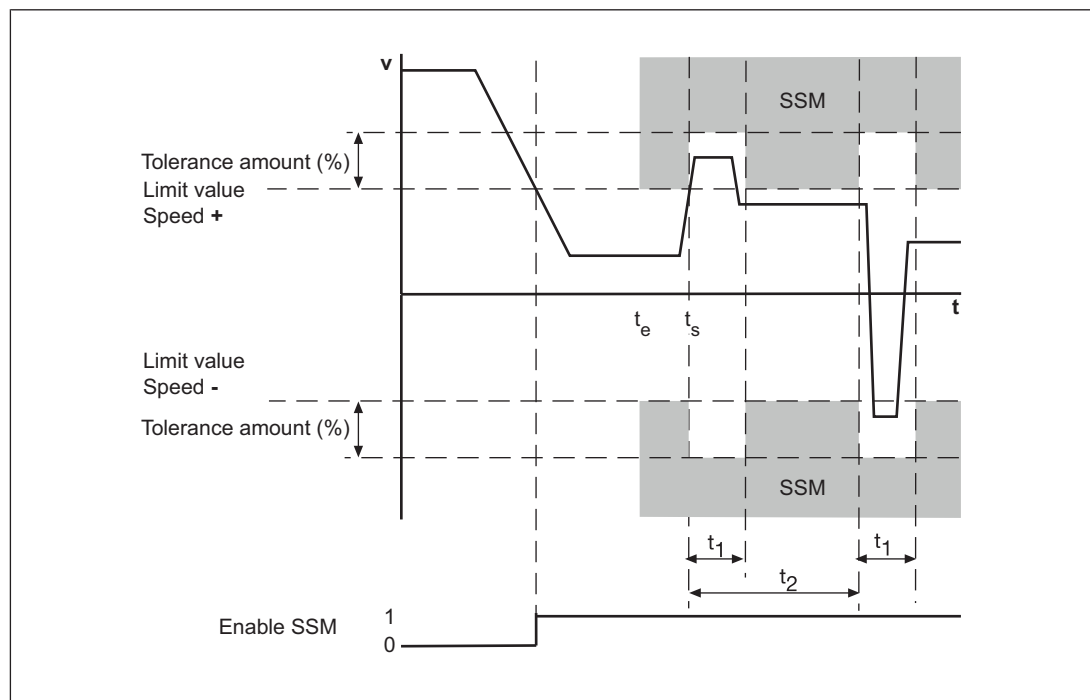 v
SSM
Tolerance amount (%)
Limit value
Speed +
t
t_e
t_s
Limit value
Speed -
Tolerance amount (%)
SSM
t_1
t_1
t_2
1
Enable SSM
0